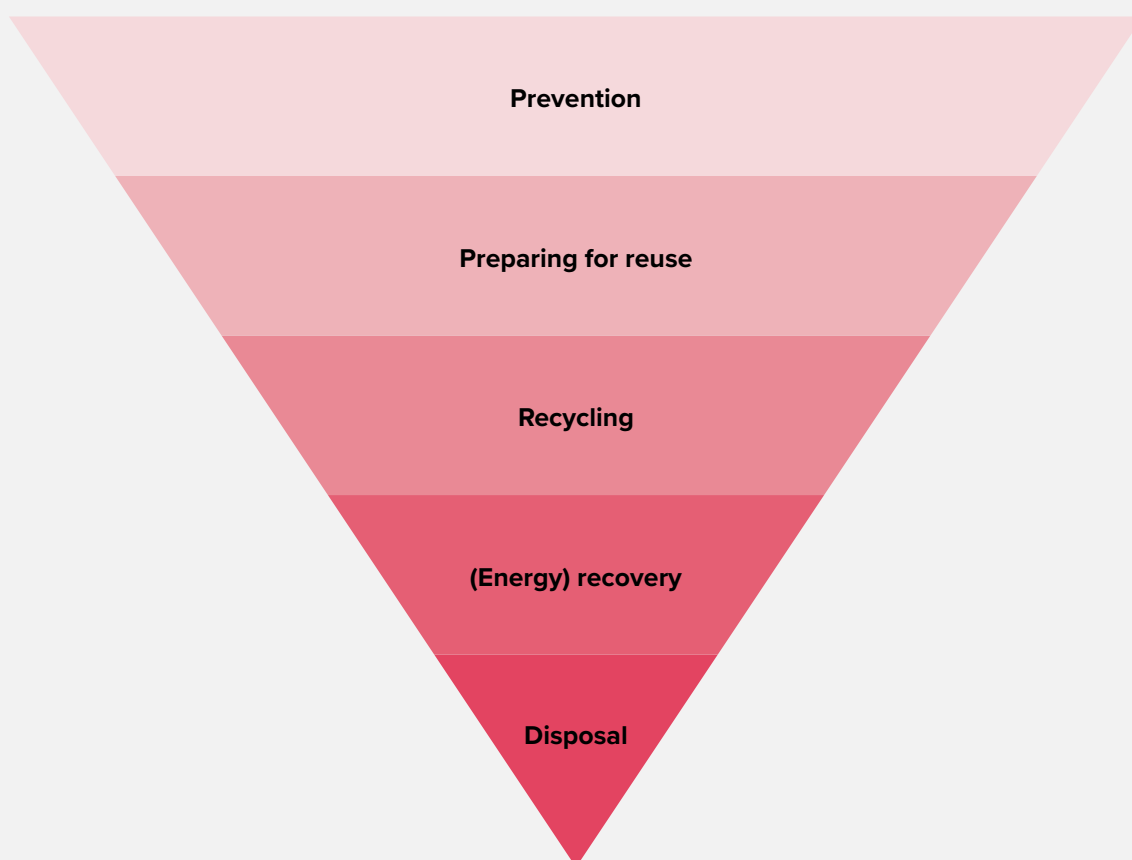 Prevention
Preparing for reuse
Recycling
(Energy) recovery
Disposal